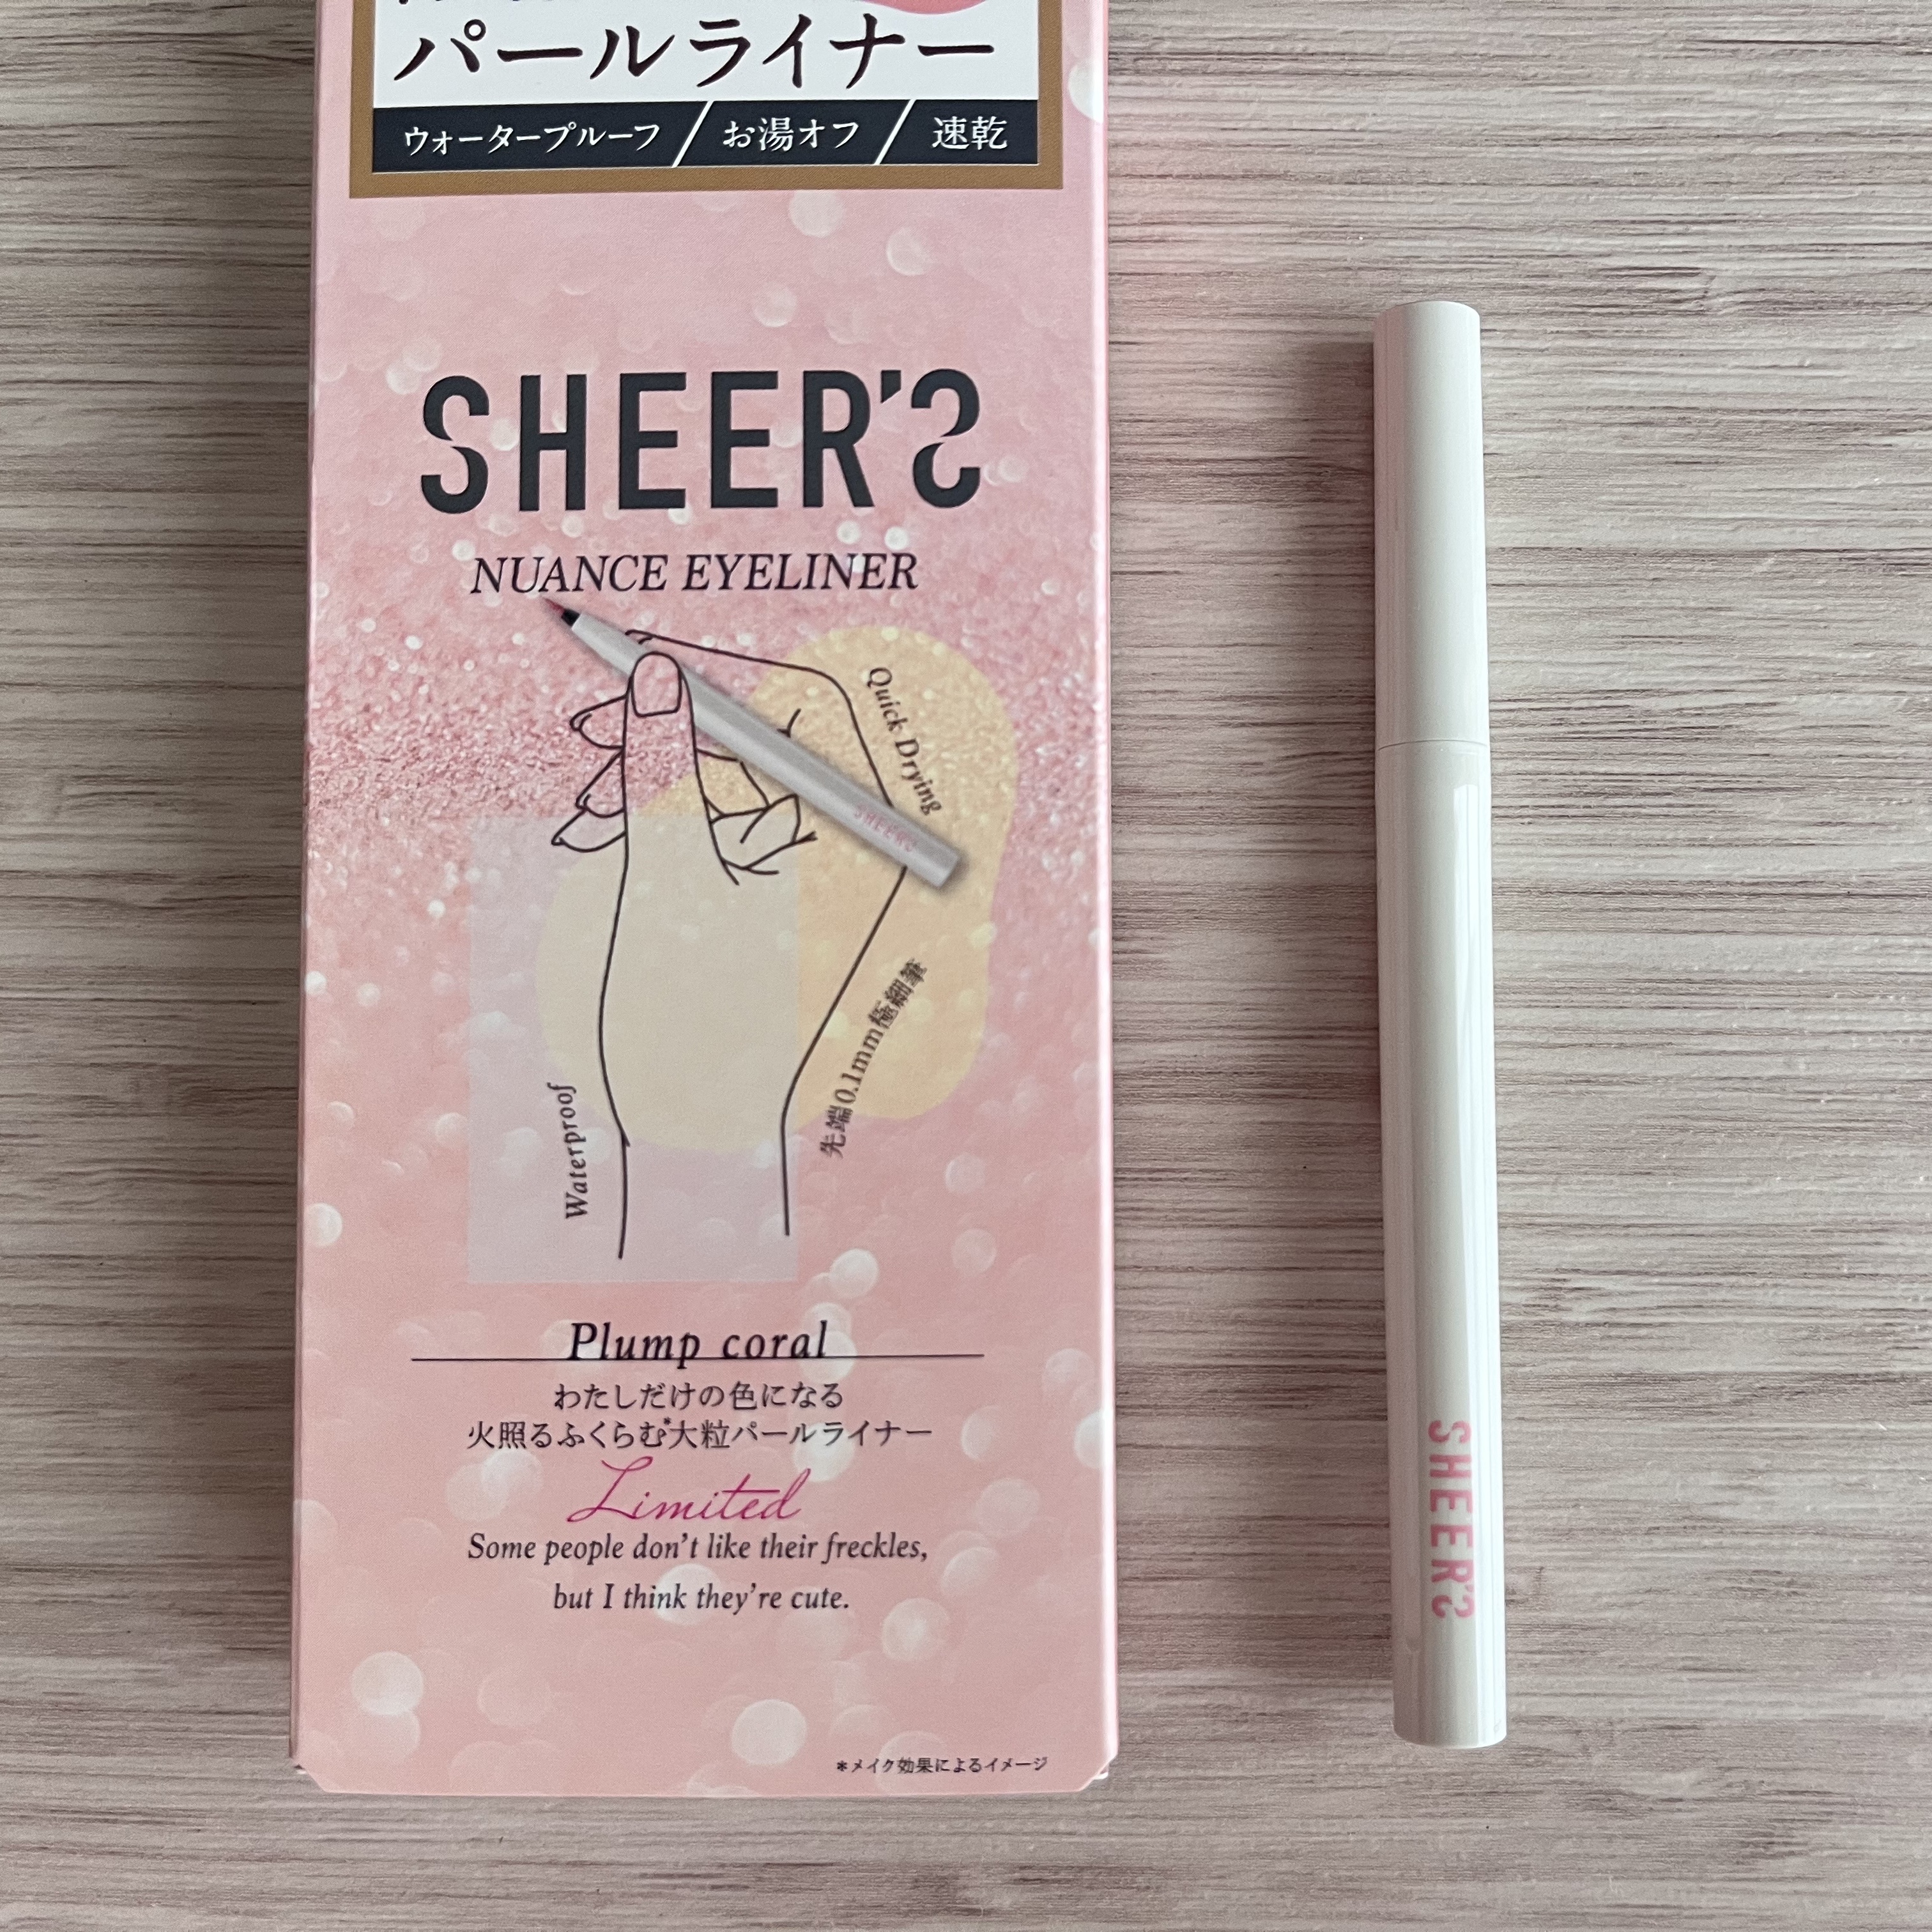 パールライナー
ウォータープルーフ/お湯オフ/速乾
SHEER'S
NUANCE EYELINER
Quick Drying
SHEER'S
先端0.1mm極細筆
Waterproof
Plump coral
わたしだけの色になる
火照るふくらむ*大粒パールライナー
Limited
Some people don't like their freckles,
but I think they're cute.
*メイク効果によるイメージ
SHEER'S